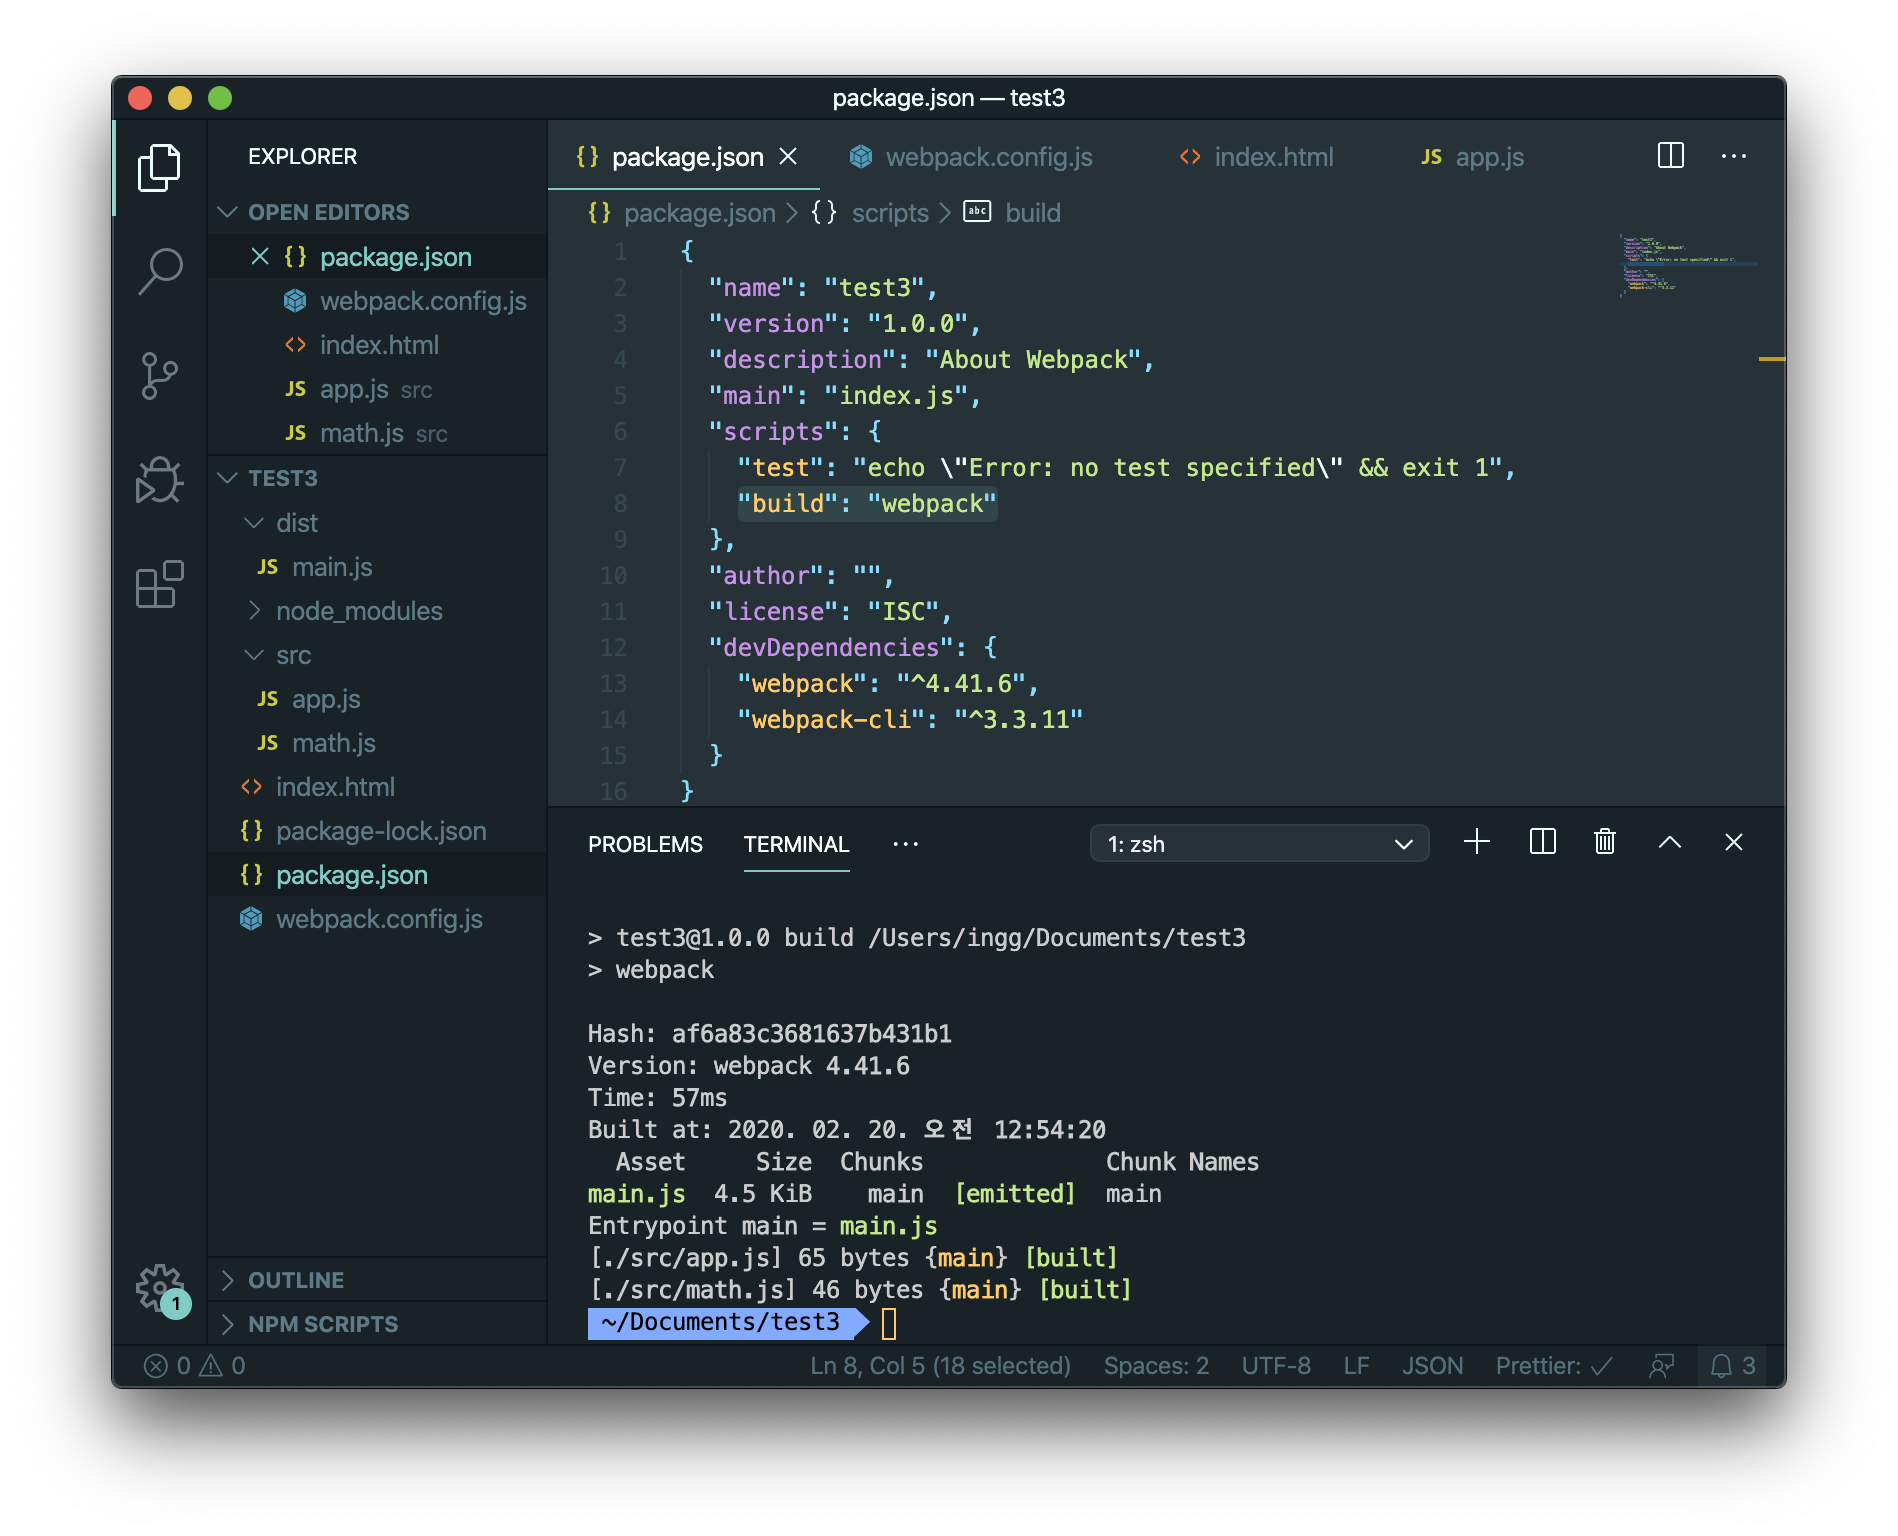 package.json — test3
EXPLORER
OPEN EDITORS
{} package.json
webpack.config.js
<> index.html
JS app.js src
JS math.js src
TEST3
dist
JS main.js
node_modules
src
JS app.js
JS math.js
<> index.html
{} package-lock.json
{} package.json
webpack.config.js
OUTLINE
NPM SCRIPTS
1
{} package.json webpack.config.js <> index.html JS app.js ...
{} package.json > {} scripts > abc build
1 {
2 "name": "test3",
3 "version": "1.0.0",
4 "description": "About Webpack",
5 "main": "index.js",
6 "scripts": {
7 "test": "echo \"Error: no test specified\" && exit 1",
8 "build": "webpack"
9 },
10 "author": "",
11 "license": "ISC",
12 "devDependencies": {
13 "webpack": "^4.41.6",
14 "webpack-cli": "^3.3.11"
15 }
16 }
PROBLEMS TERMINAL ... 1: zsh
> test3@1.0.0 build /Users/ingg/Documents/test3
> webpack
Hash: af6a83c3681637b431b1
Version: webpack 4.41.6
Time: 57ms
Built at: 2020. 02. 20. 오전 12:54:20
Asset Size Chunks Chunk Names
main.js 4.5 KiB main [emitted] main
Entrypoint main = main.js
[./src/app.js] 65 bytes {main} [built]
[./src/math.js] 46 bytes {main} [built]
~/Documents/test3
0 0 Ln 8, Col 5 (18 selected) Spaces: 2 UTF-8 LF JSON Prettier: ✓ 3